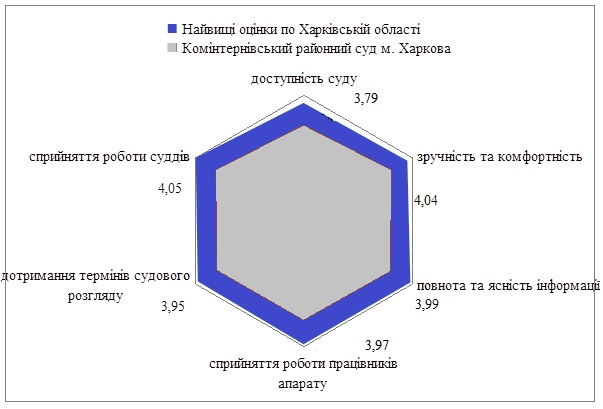 Найвищі оцінки по Харківській області
Комінтернівський районний суд м. Харкова
доступність суду
3,79
сприйняття роботи суддів
зручність та комфортність
4,05
4,04
дотримання термінів судового
розгляду
повнота та ясність інформації
3,95
3,99
3,97
сприйняття роботи працівників
апарату